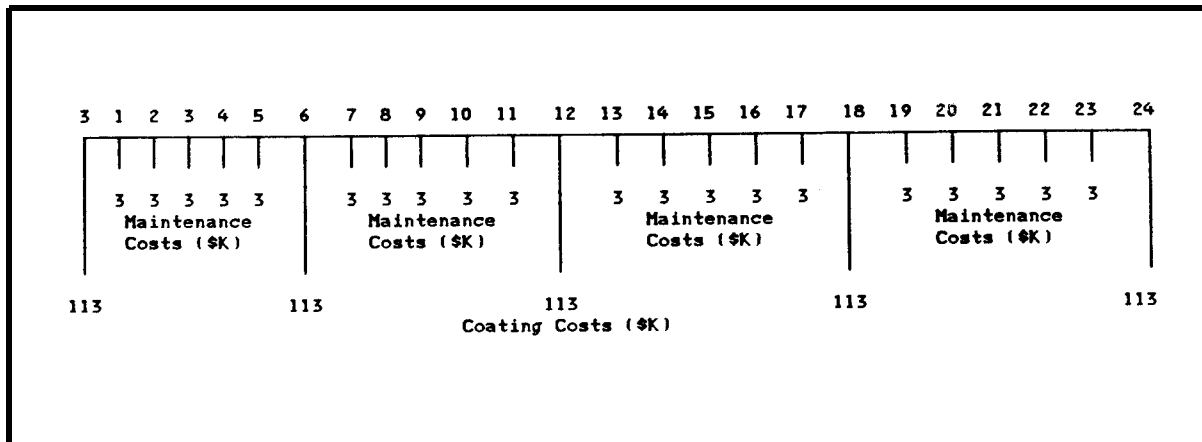 3 1 2 3 4 5 6 7 8 9 10 11 12 13 14 15 16 17 18 19 20 21 22 23 24
3 3 3 3 3 3 3 3 3 3 3 3 3 3 3 3 3 3 3 3
Maintenance Maintenance Maintenance Maintenance
Costs ($K) Costs ($K) Costs ($K) Costs ($K)
113 113 113 113 113
Coating Costs ($K)